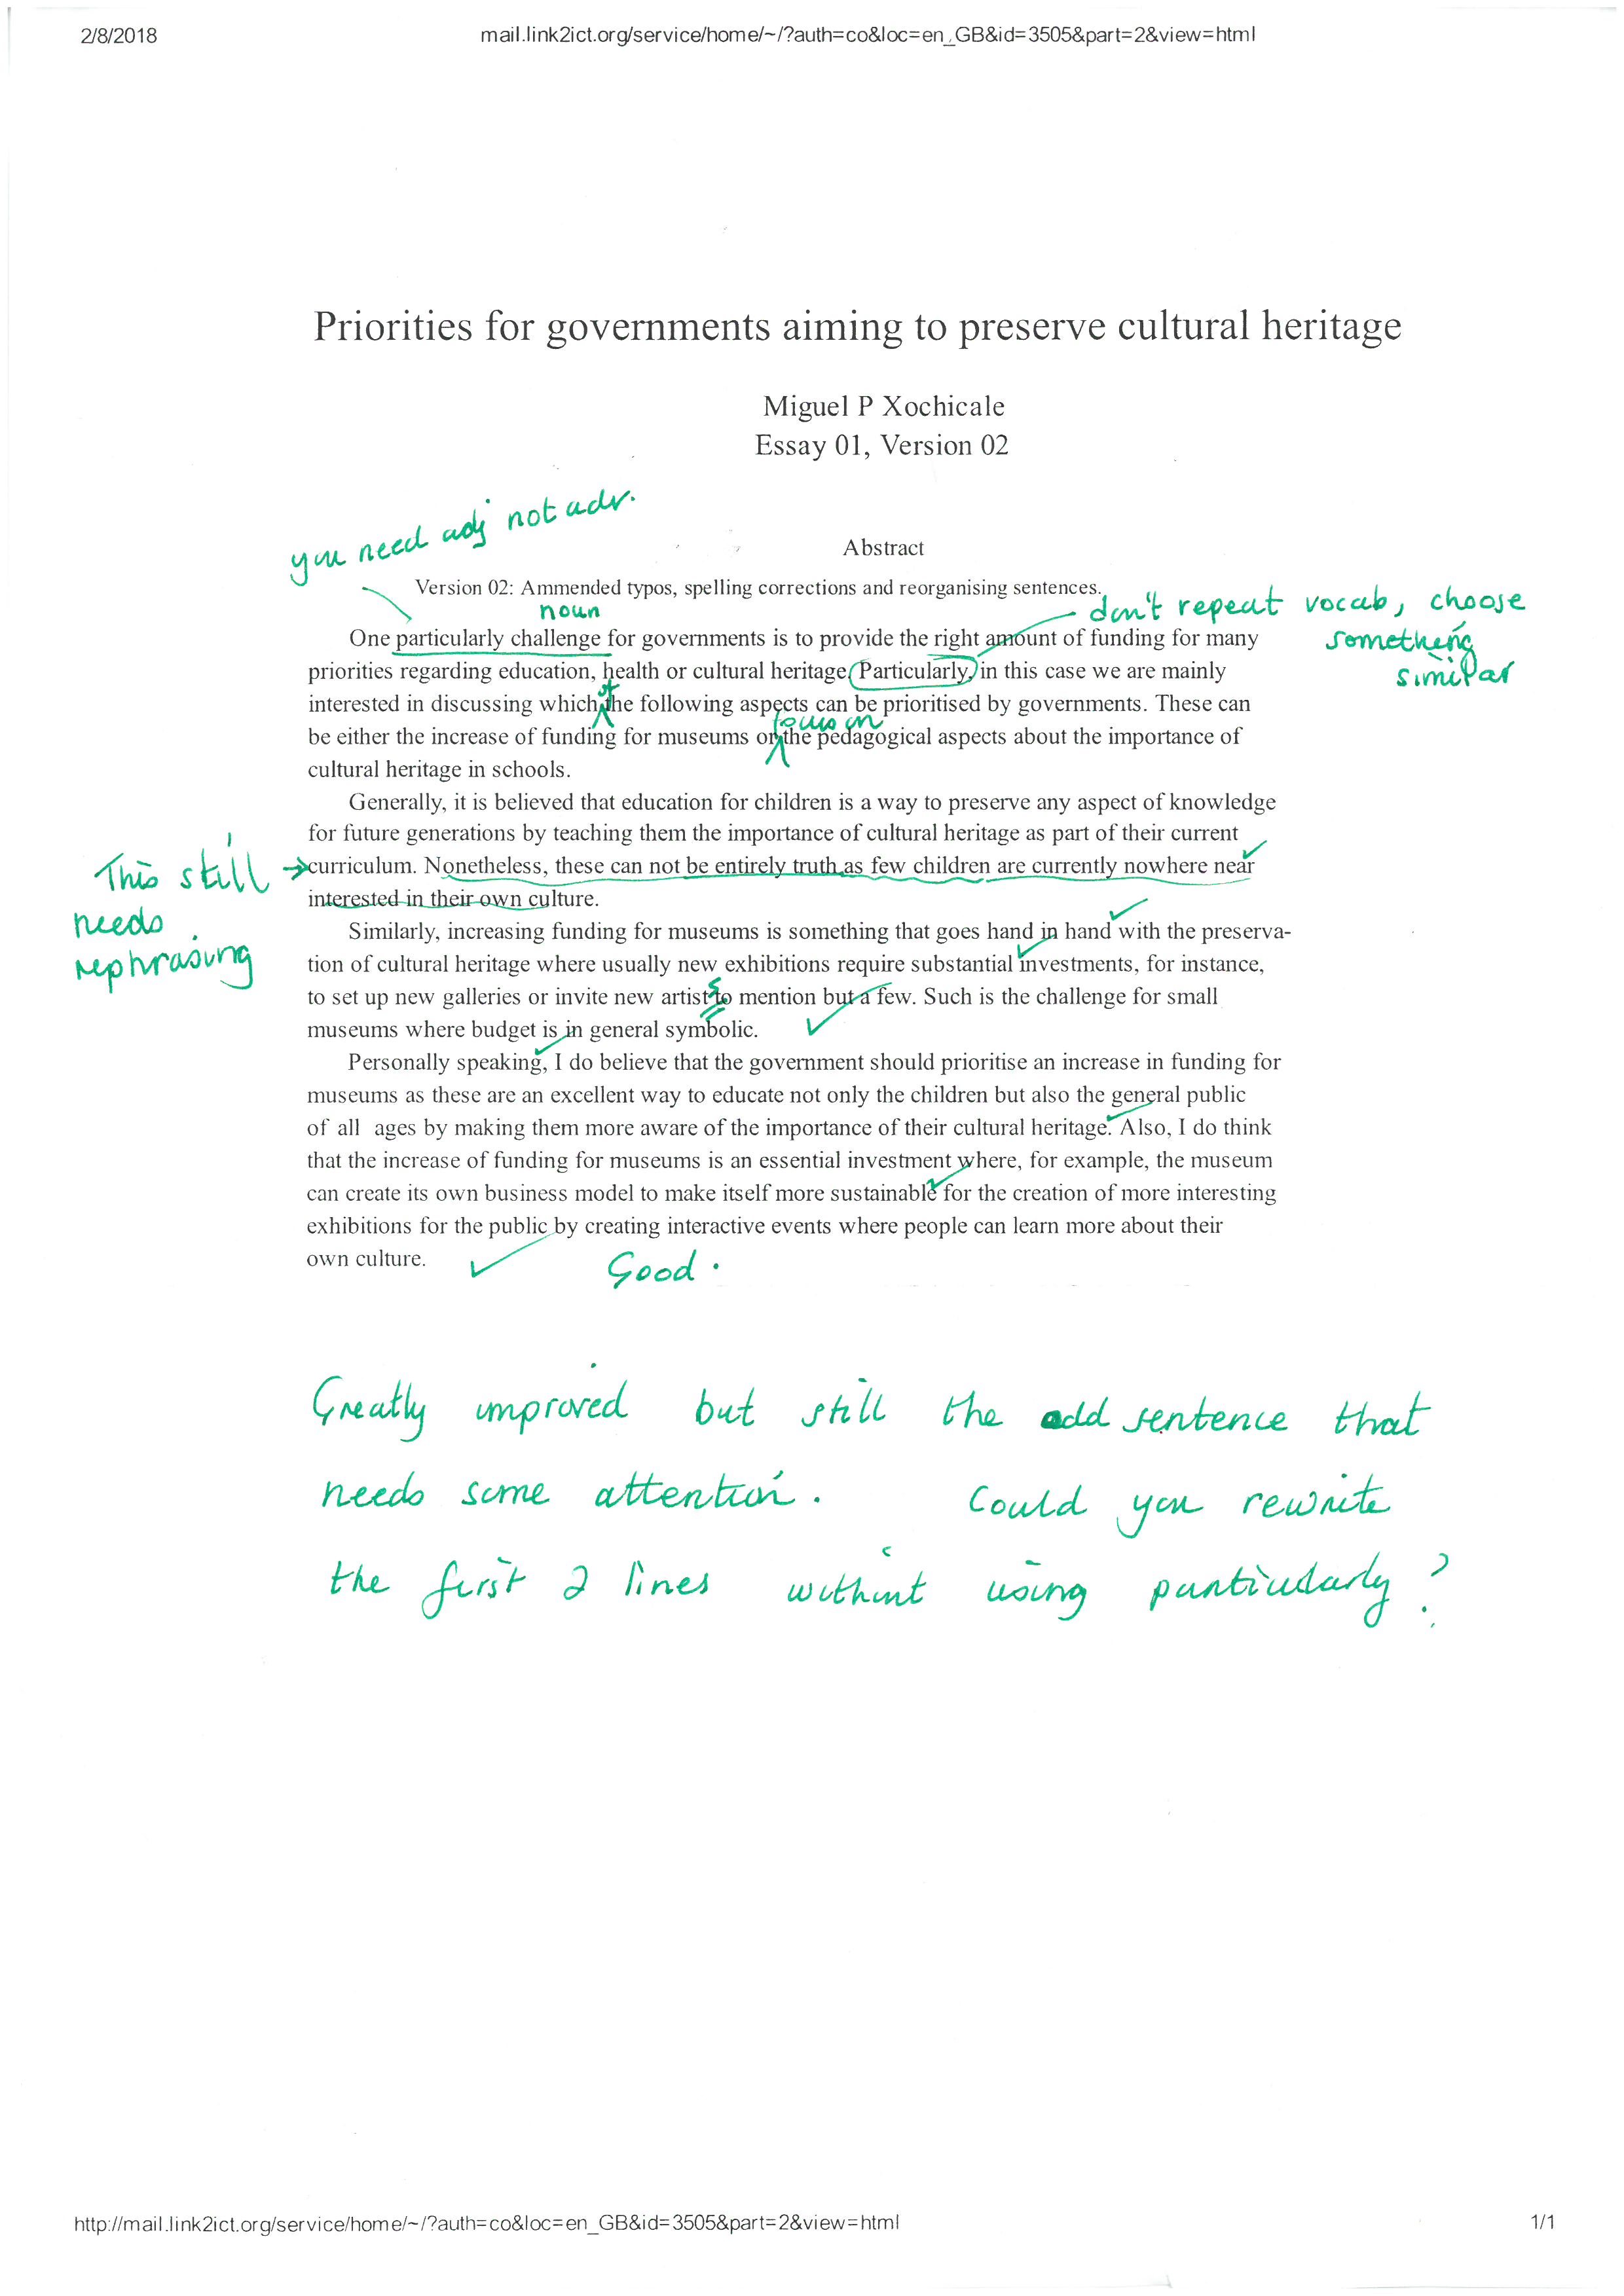 2/8/2018 mail.link2ict.org/service/home/~/?auth=co&loc=en_GB&id=3505&part=2&view=html
Priorities for governments aiming to preserve cultural heritage
Miguel P Xochicale
Essay 01, Version 02
you need adj not adv.
Abstract
Version 02: Ammended typos, spelling corrections and reorganising sentences.
noun
don't repeat vocab, choose
something
similar
One particularly challenge for governments is to provide the right amount of funding for many
priorities regarding education, health or cultural heritage. Particularly, in this case we are mainly
of
interested in discussing which the following aspects can be prioritised by governments. These can
focus on
be either the increase of funding for museums or the pedagogical aspects about the importance of
cultural heritage in schools.
Generally, it is believed that education for children is a way to preserve any aspect of knowledge
for future generations by teaching them the importance of cultural heritage as part of their current
This still
needs
rephrasing
curriculum. Nonetheless, these can not be entirely truth as few children are currently nowhere near
interested in their own culture.
Similarly, increasing funding for museums is something that goes hand in hand with the preserva-
tion of cultural heritage where usually new exhibitions require substantial investments, for instance,
s
to set up new galleries or invite new artist to mention but a few. Such is the challenge for small
museums where budget is in general symbolic.
Personally speaking, I do believe that the government should prioritise an increase in funding for
museums as these are an excellent way to educate not only the children but also the general public
of all ages by making them more aware of the importance of their cultural heritage. Also, I do think
that the increase of funding for museums is an essential investment where, for example, the museum
can create its own business model to make itself more sustainable for the creation of more interesting
exhibitions for the public by creating interactive events where people can learn more about their
own culture.
Good.
Greatly improved but still the odd sentence that
needs some attention. Could you rewrite
the first 2 lines without using particularly?
http://mail.link2ict.org/service/home/~/?auth=co&loc=en_GB&id=3505&part=2&view=html 1/1